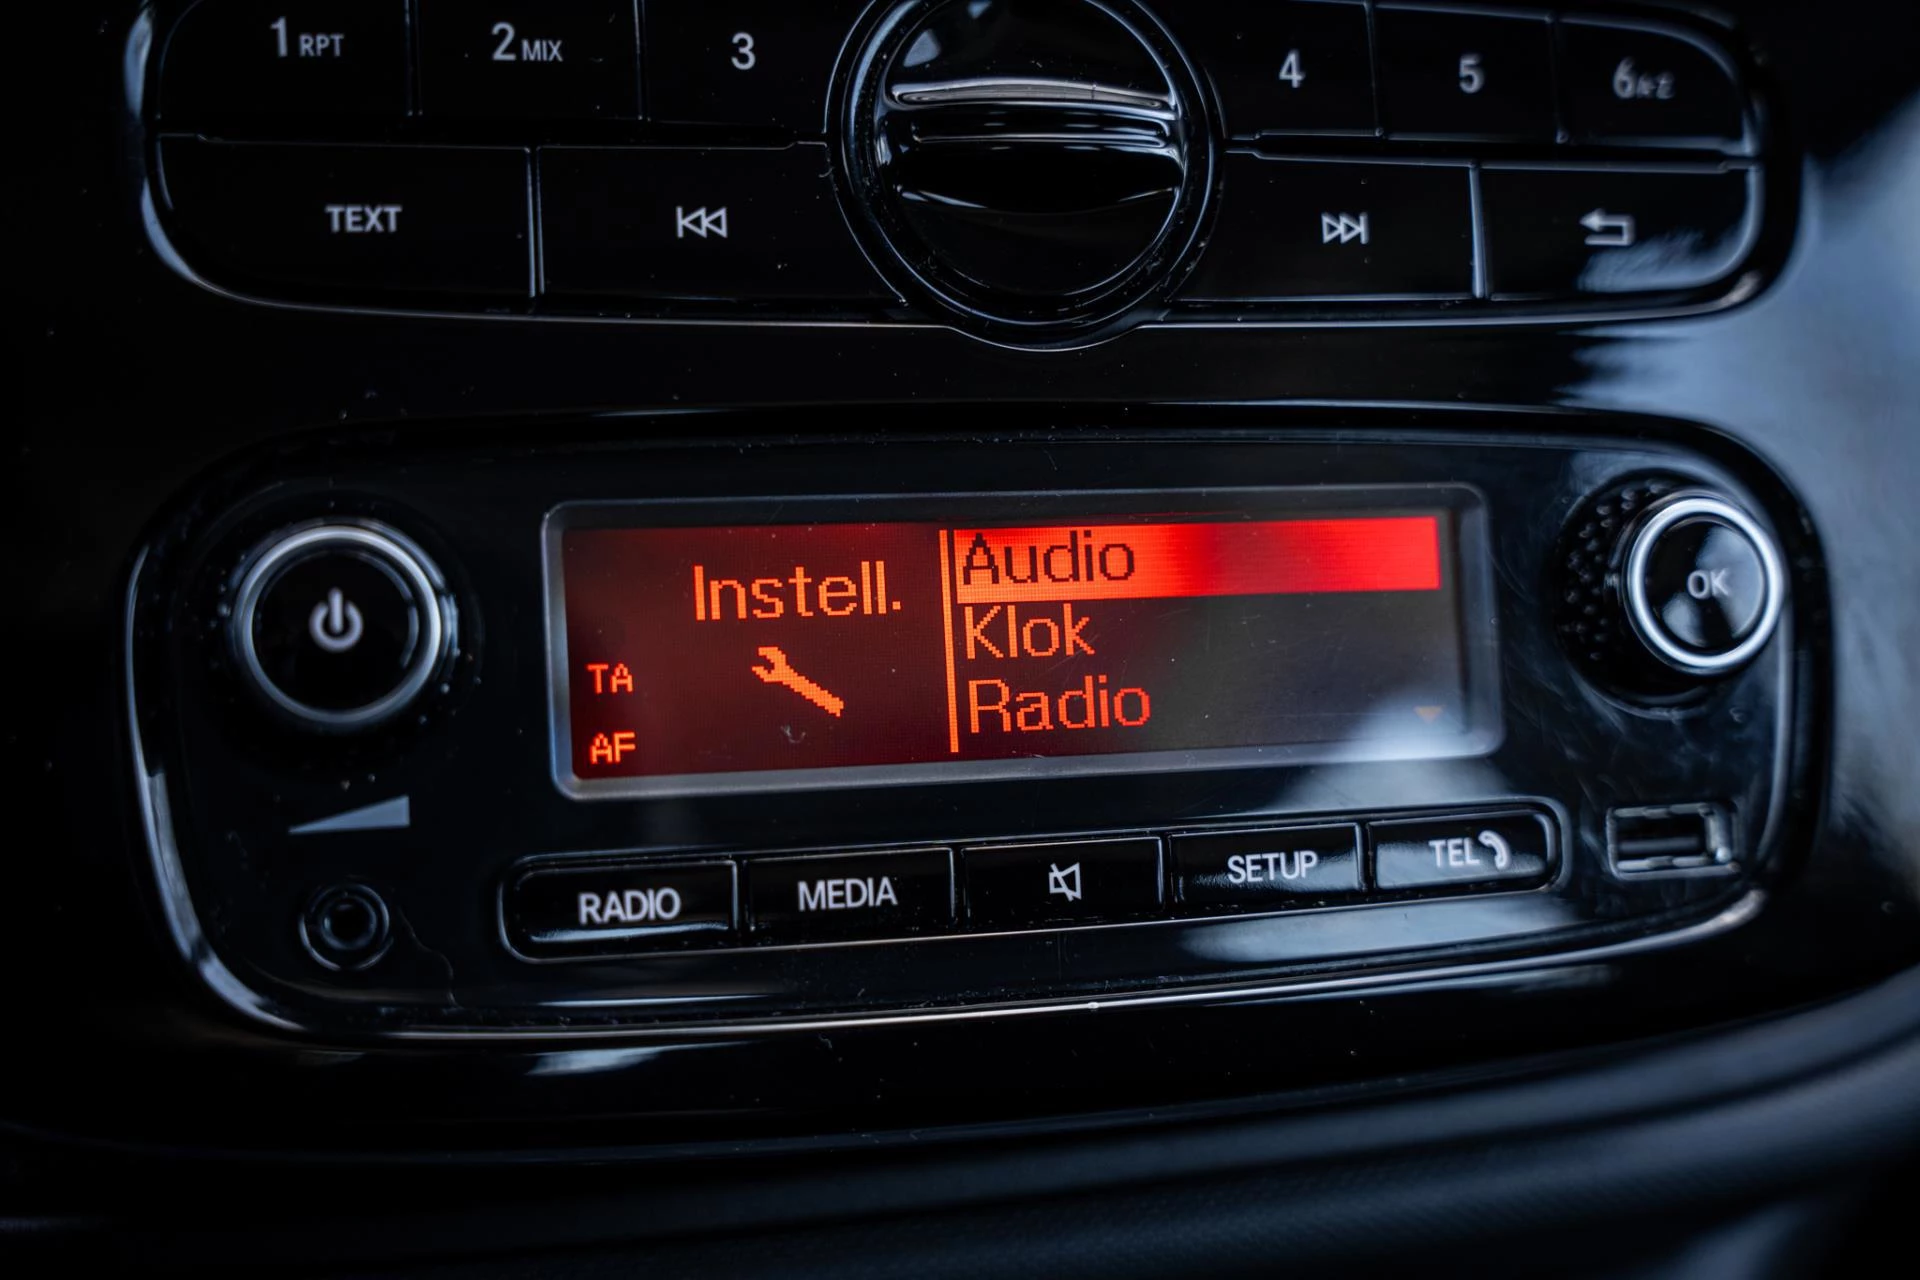 1 RPT
2 MIX
3
4
5
6
TEXT
Instell.
TA
AF
Audio
Klok
Radio
OK
RADIO
MEDIA
SETUP
TEL